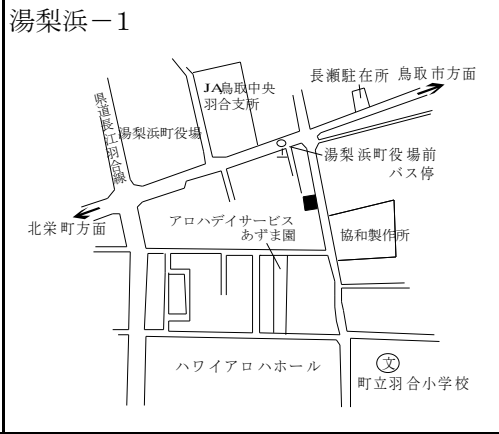 湯梨浜－1
長瀬駐在所
鳥取市方面
JA鳥取中央
羽合支所
県道長江羽合線
湯梨浜町役場
湯梨浜町役場前
バス停
北栄町方面
アロハデイサービス
あずま園
協和製作所
ハワイアロハホール
文
町立羽合小学校